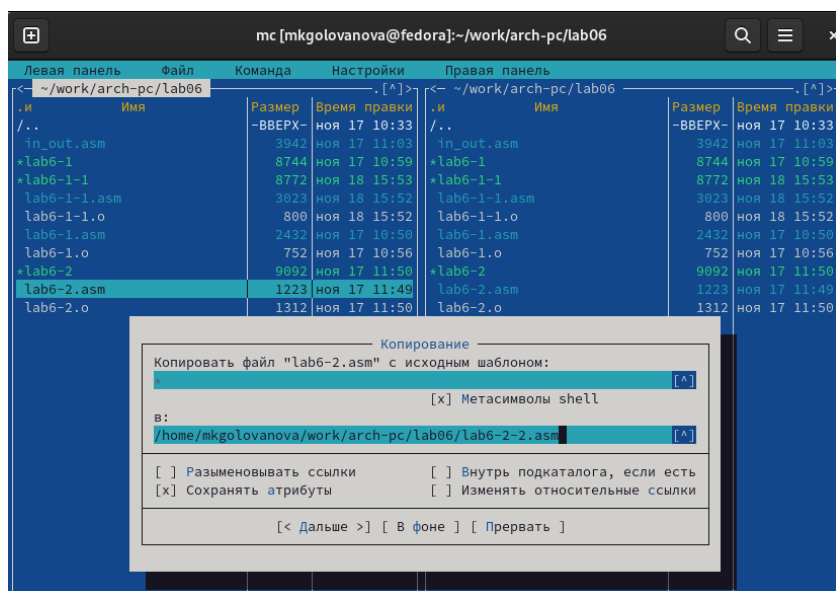 mc [mkgolovanova@fedora]:~/work/arch-pc/lab06
Левая панель Файл Команда Настройки Правая панель
<— ~/work/arch-pc/lab06 .[^]> <— ~/work/arch-pc/lab06 .[^]>
.и Имя Размер Время правки .и Имя Размер Время правки
/.. -ВВЕРХ- ноя 17 10:33 /.. -ВВЕРХ- ноя 17 10:33
in_out.asm 3942 ноя 17 11:03 in_out.asm 3942 ноя 17 11:03
*lab6-1 8744 ноя 17 10:59 *lab6-1 8744 ноя 17 10:59
*lab6-1-1 8772 ноя 18 15:53 *lab6-1-1 8772 ноя 18 15:53
lab6-1-1.asm 3023 ноя 18 15:52 lab6-1-1.asm 3023 ноя 18 15:52
lab6-1-1.o 800 ноя 18 15:52 lab6-1-1.o 800 ноя 18 15:52
lab6-1.asm 2432 ноя 17 10:50 lab6-1.asm 2432 ноя 17 10:50
lab6-1.o 752 ноя 17 10:56 lab6-1.o 752 ноя 17 10:56
*lab6-2 9092 ноя 17 11:50 *lab6-2 9092 ноя 17 11:50
lab6-2.asm 1223 ноя 17 11:49 lab6-2.asm 1223 ноя 17 11:49
lab6-2.o 1312 ноя 17 11:50 lab6-2.o 1312 ноя 17 11:50
Копирование
Копировать файл "lab6-2.asm" с исходным шаблоном:
* [^]
[x] Метасимволы shell
в:
/home/mkgolovanova/work/arch-pc/lab06/lab6-2-2.asm [^]
[ ] Разыменовывать ссылки [ ] Внутрь подкаталога, если есть
[x] Сохранять атрибуты [ ] Изменять относительные ссылки
[< Дальше >] [ В фоне ] [ Прервать ]